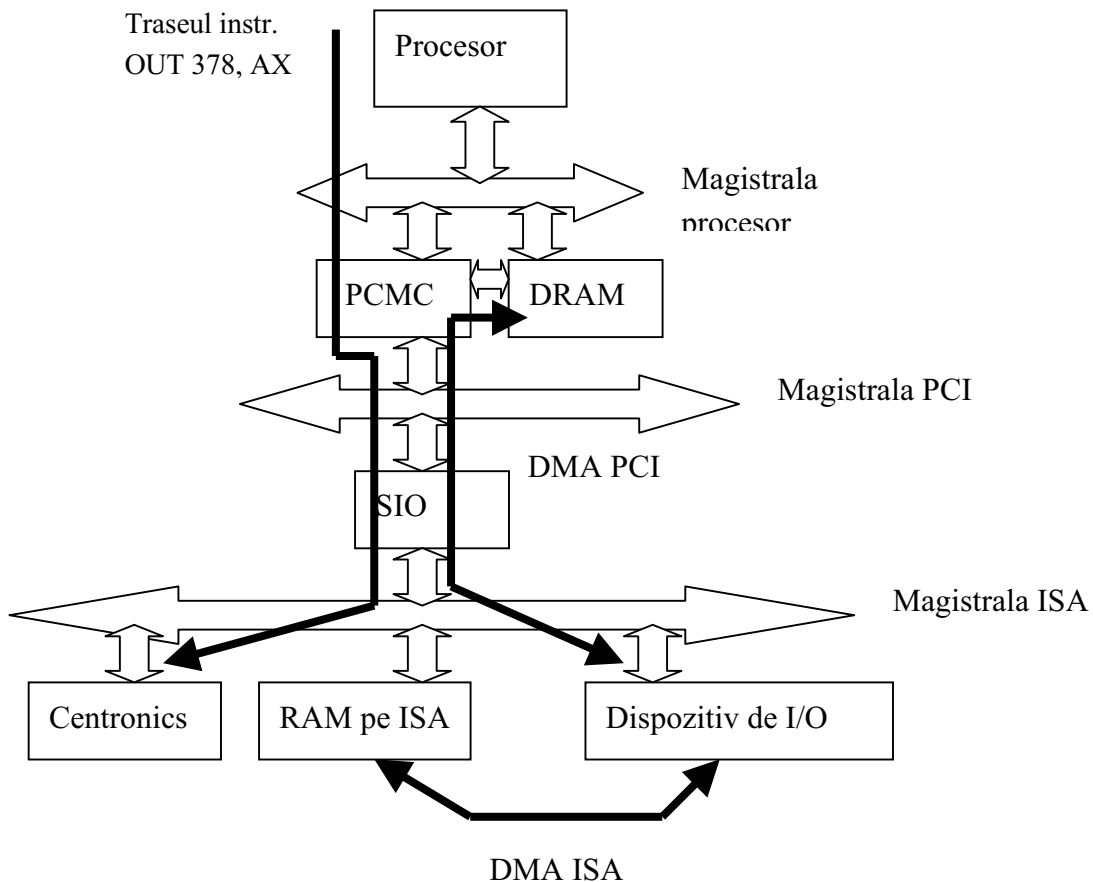 Traseul instr.
OUT 378, AX
Procesor
Magistrala
procesor
PCMC
DRAM
Magistrala PCI
DMA PCI
SIO
Magistrala ISA
Centronics
RAM pe ISA
Dispozitiv de I/O
DMA ISA